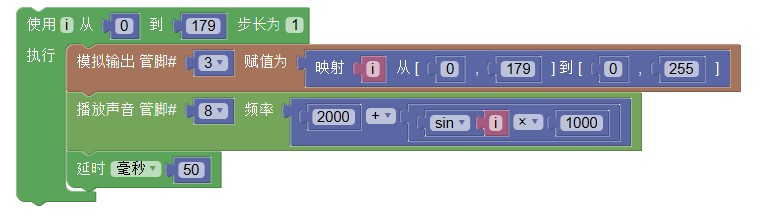 使用 i 从 0 到 179 步长为 1
执行 模拟输出 管脚# 3 赋值为 映射 i 从 [ 0 , 179 ] 到 [ 0 , 255 ]
播放声音 管脚# 8 频率 2000 + sin i × 1000
延时 毫秒 50